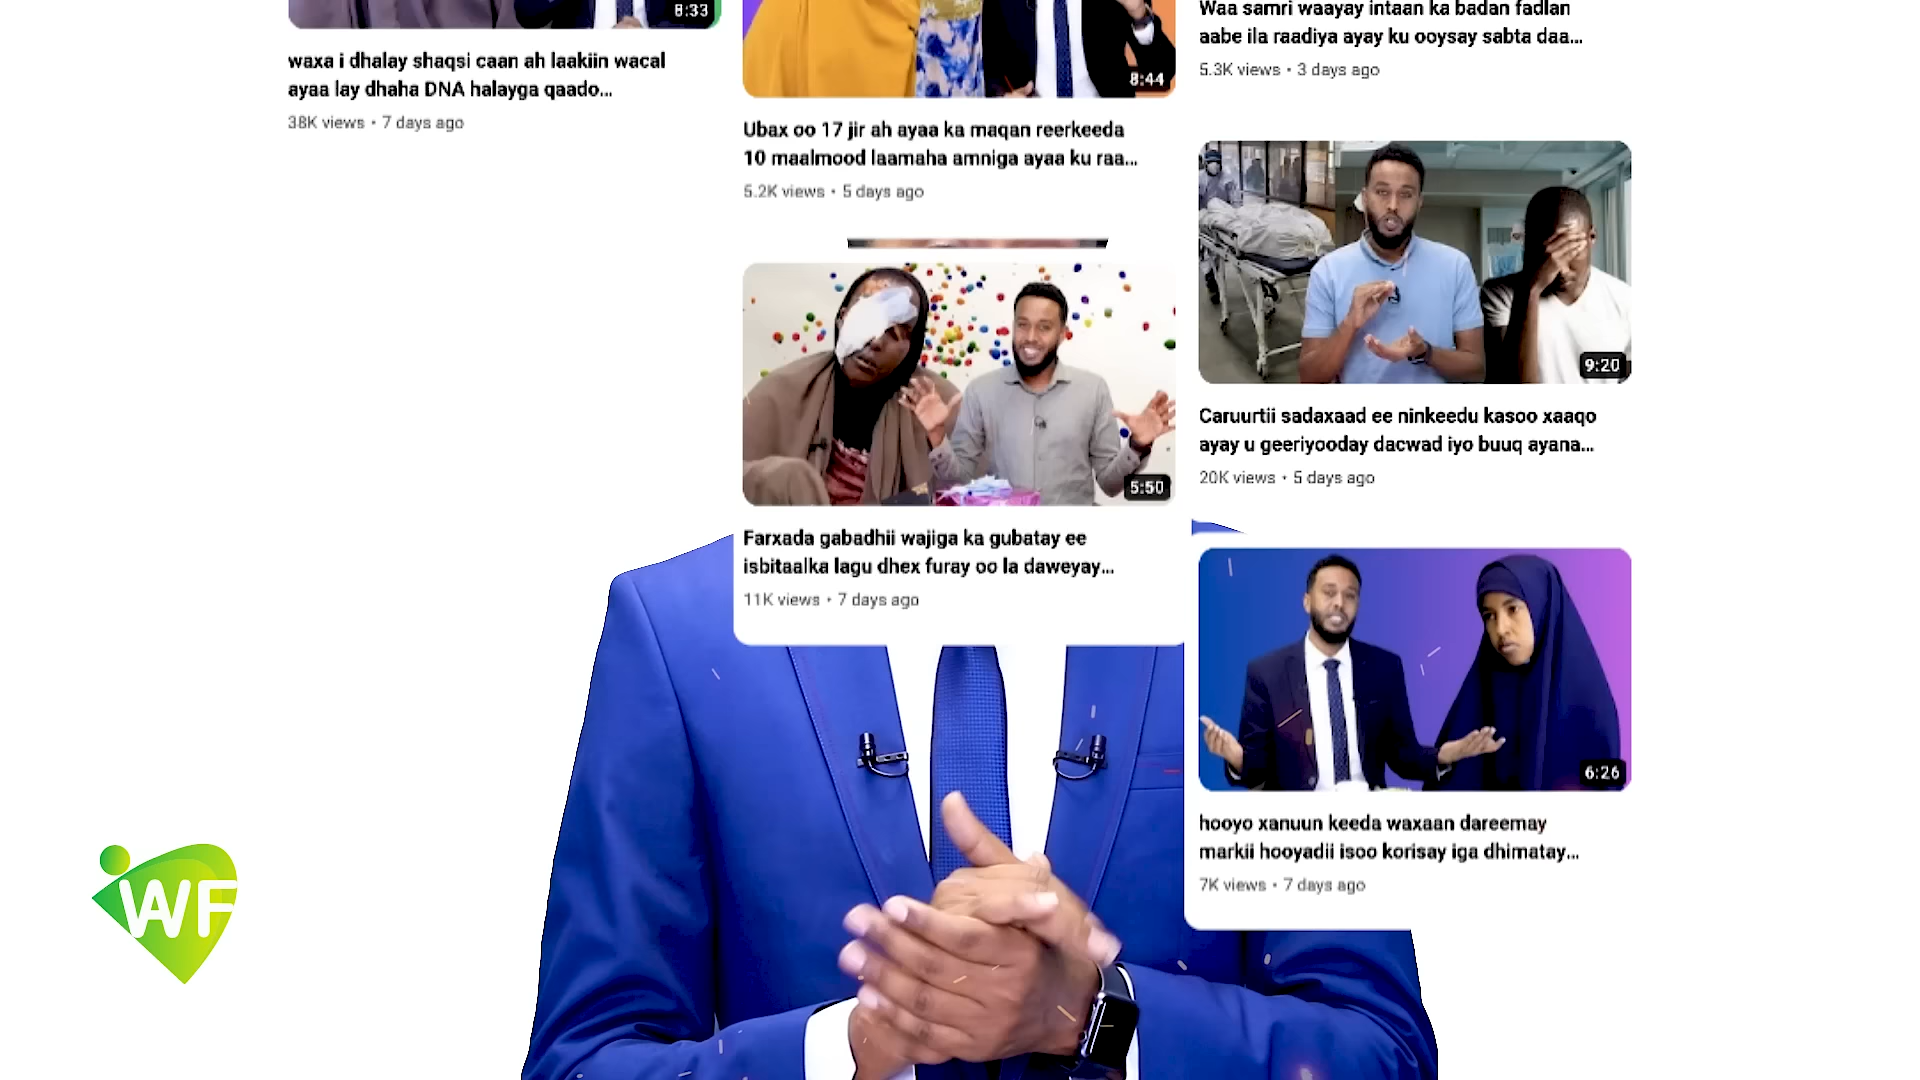 8:33
waxa i dhalay shaqsi caan ah laakiin wacal
ayaa lay dhaha DNA halayga qaado...
38K views • 7 days ago
8:44
Ubax oo 17 jir ah ayaa ka maqan reerkeeda
10 maalmood laamaha amniga ayaa ku raa...
5.2K views • 5 days ago
5:50
Farxada gabadhii wajiga ka gubatay ee
isbitaalka lagu dhex furay oo la daweyay...
11K views • 7 days ago
Waa samri waayay intaan ka badan fadlan
aabe ila raadiya ayay ku ooysay sabta daa...
5.3K views • 3 days ago
9:20
Caruurtii sadaxaad ee ninkeedu kasoo xaaqo
ayay u geeriyooday dacwad iyo buuq ayana...
20K views • 5 days ago
6:26
hooyo xanuun keeda waxaan dareemay
markii hooyadii isoo korisay iga dhimatay...
7K views • 7 days ago
WF